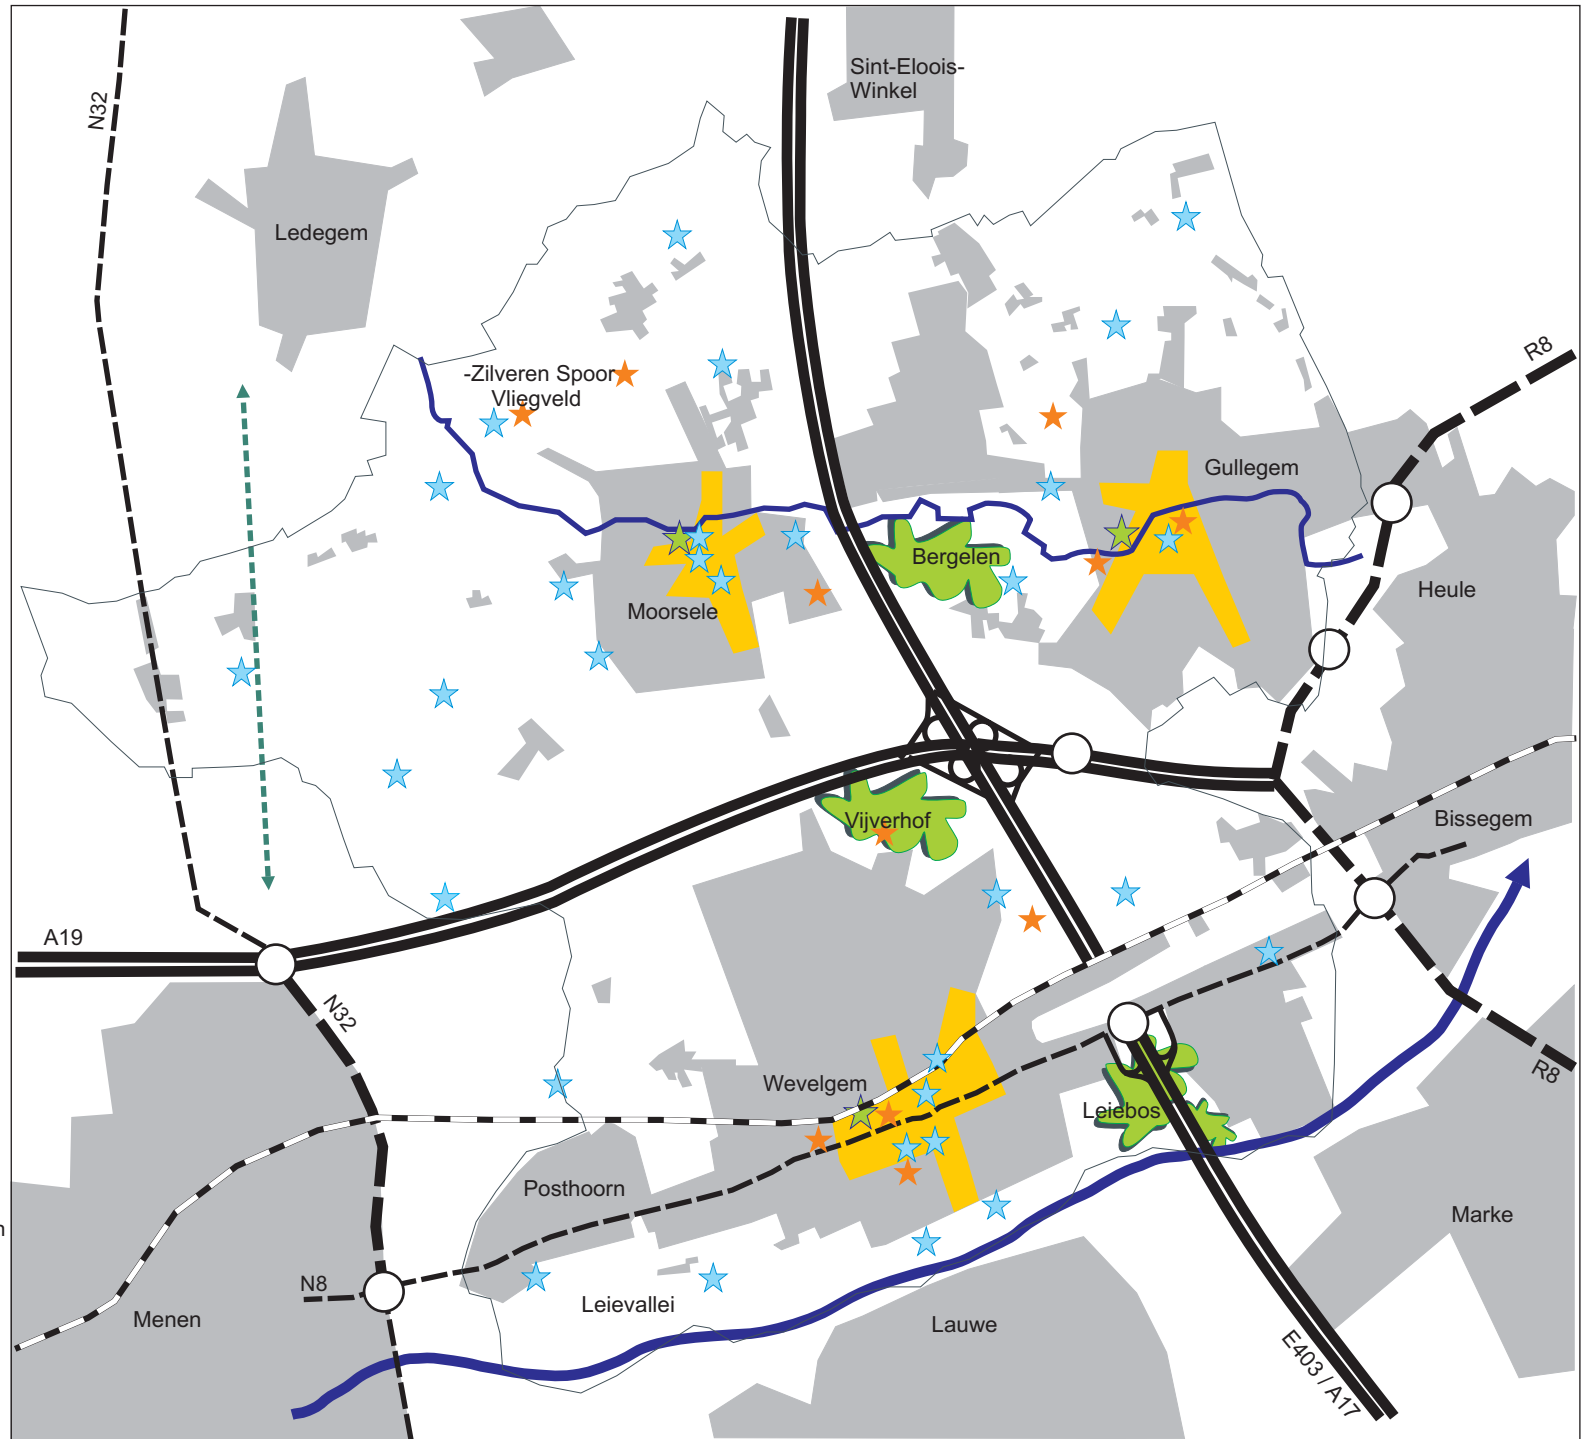 Sint-Eloois-
Winkel
N32
Ledegem
R8
-Zilveren Spoor
Vliegveld
Gullegem
Bergelen
Heule
Moorsele
Vijverhof
Bissegem
A19
N32
R8
Wevelgem
Leiebos
Posthoorn
Marke
n
N8
Leievallei
Menen
Lauwe
E403 / A17